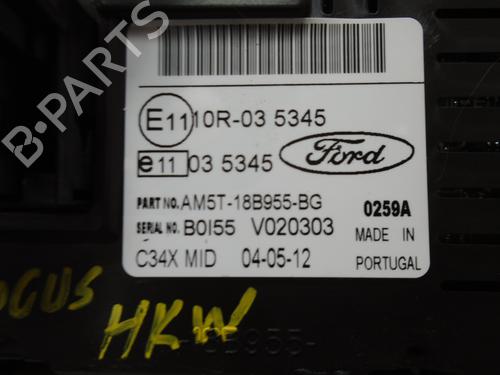 B-PARTS
E11 10R-03 5345
e11 03 5345 Ford
PART NO. AM5T-18B955-BG 0259A
SERIAL NO. B0I55 V020303 MADE IN
C34X MID 04-05-12 PORTUGAL
HKW
-18B955-